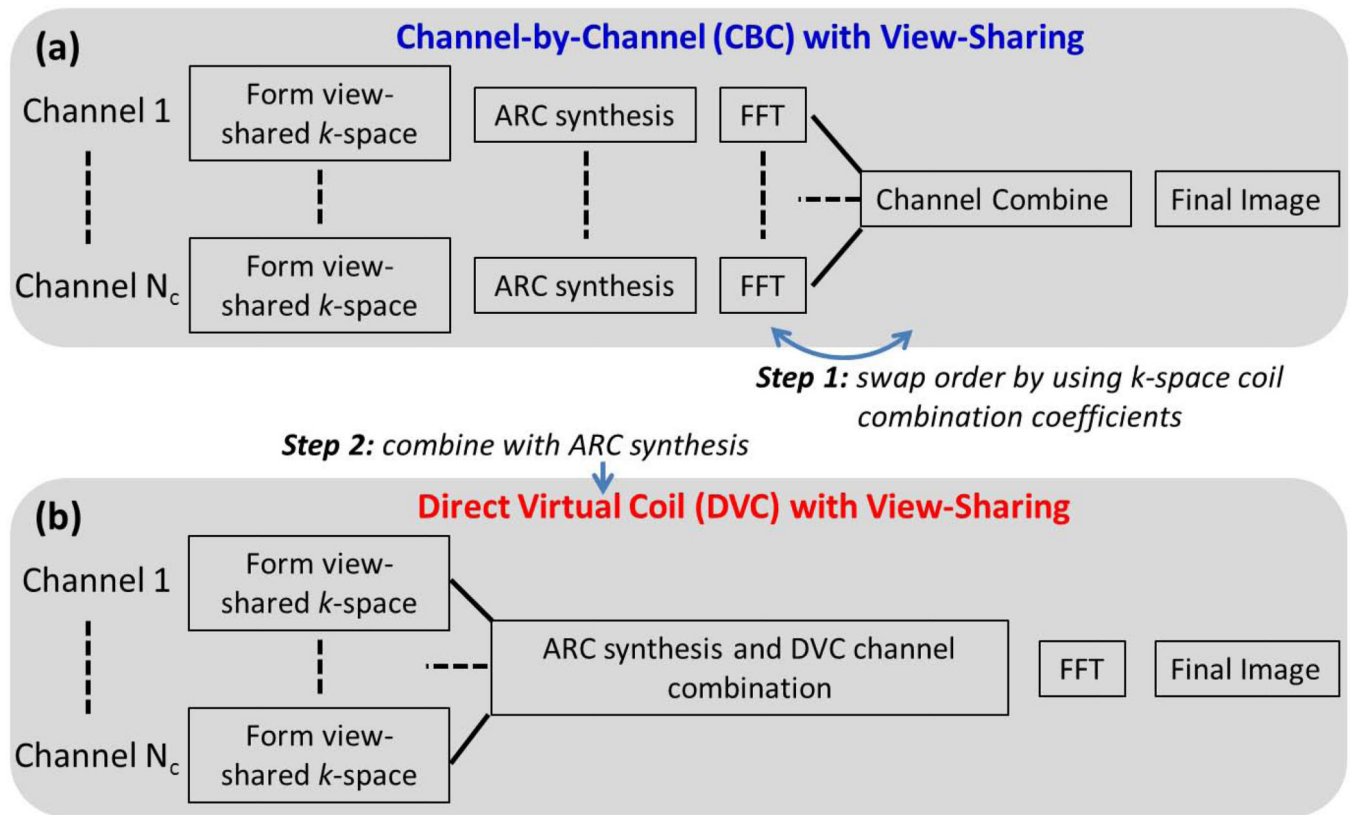 (a)
Channel-by-Channel (CBC) with View-Sharing
Channel 1
Form view-
shared k-space
ARC synthesis
FFT
Channel Combine
Final Image
Channel Nc
Form view-
shared k-space
ARC synthesis
FFT
Step 1: swap order by using k-space coil
combination coefficients
Step 2: combine with ARC synthesis
(b)
Direct Virtual Coil (DVC) with View-Sharing
Channel 1
Form view-
shared k-space
ARC synthesis and DVC channel
combination
FFT
Final Image
Channel Nc
Form view-
shared k-space